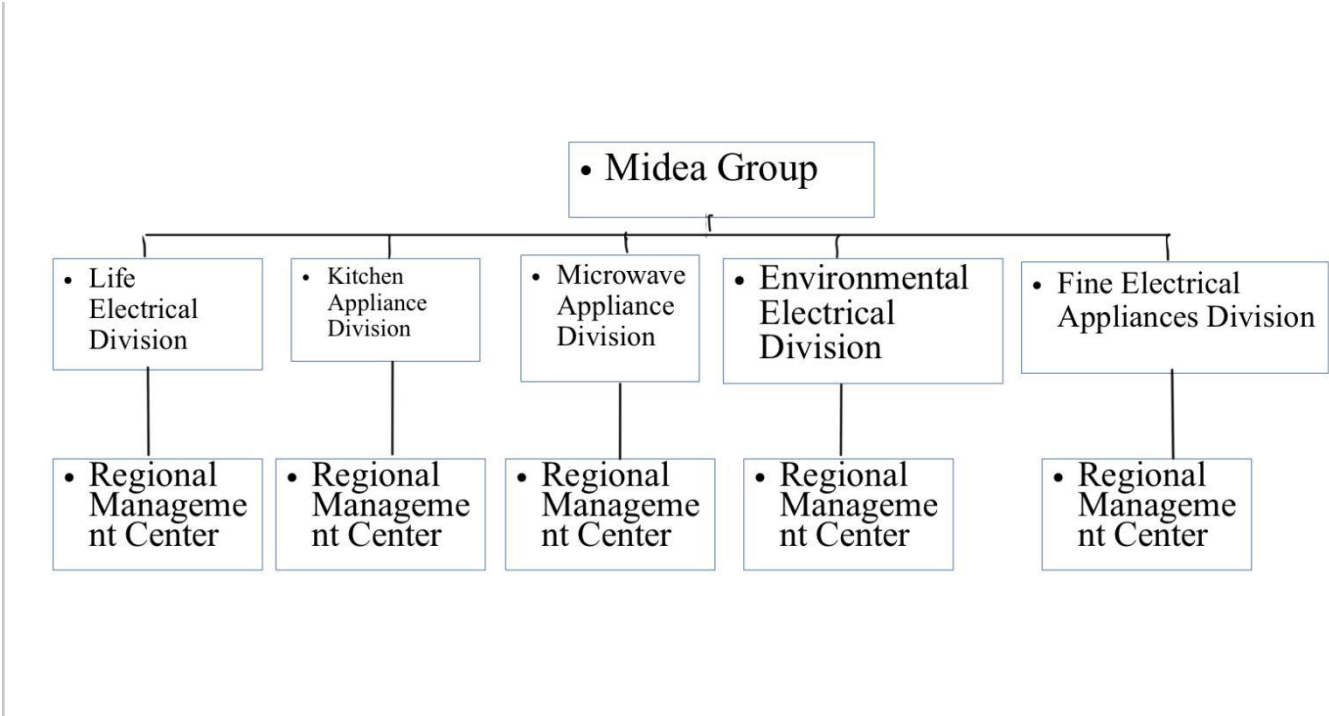 • Midea Group
• Life
Electrical
Division
• Kitchen
Appliance
Division
• Microwave
Appliance
Division
• Environmental
Electrical
Division
• Fine Electrical
Appliances Division
• Regional
Manageme
nt Center
• Regional
Manageme
nt Center
• Regional
Manageme
nt Center
• Regional
Manageme
nt Center
• Regional
Manageme
nt Center